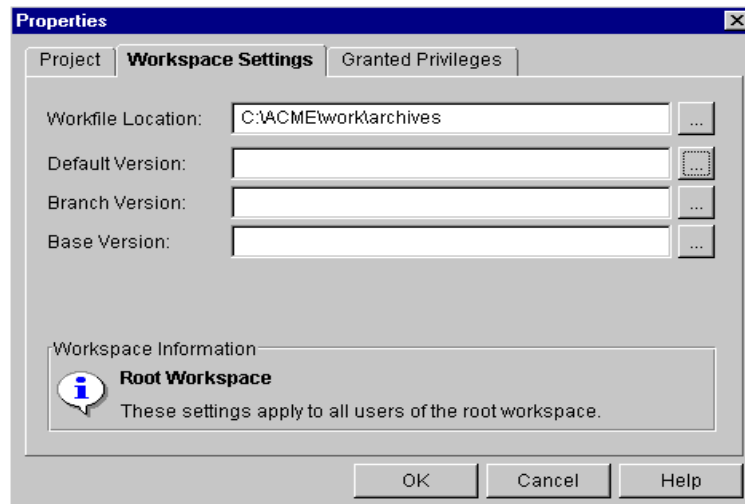 Properties
Project Workspace Settings Granted Privileges
Workfile Location: C:\ACME\work\archives ...
Default Version: ...
Branch Version: ...
Base Version: ...
Workspace Information
Root Workspace
These settings apply to all users of the root workspace.
OK Cancel Help